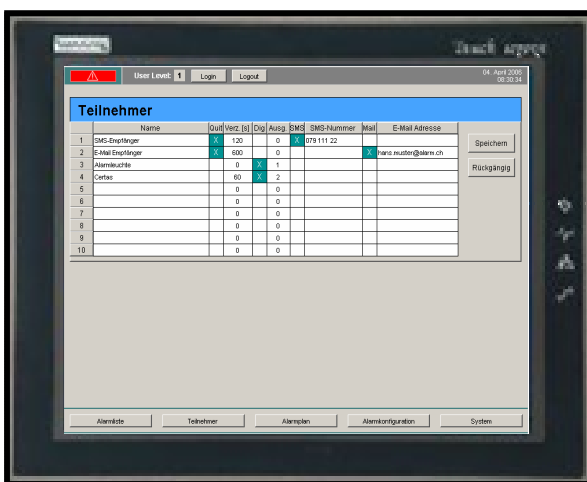 User Level: 1 Login Logout
04. April 2006
08:30:34
Teilnehmer
Name Quit Verz. [s] Dig Ausg. SMS SMS-Nummer Mail E-Mail Adresse
1 SMS-Empfänger X 120 0 X 079 111 22
2 E-Mail Empfänger X 600 0 X hans.muster@alarm.ch
3 Alarmleuchte 0 X 1
4 Certas 60 X 2
5 0 0
6 0 0
7 0 0
8 0 0
9 0 0
10 0 0
Speichern
Rückgängig
Alarmliste Teilnehmer Alarmplan Alarmkonfiguration System